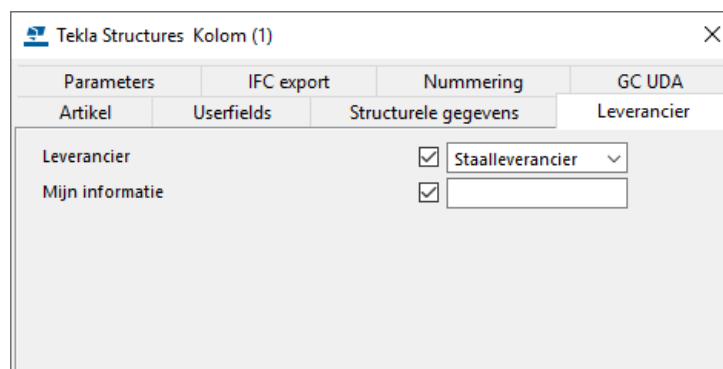 Tekla Structures Kolom (1)
Parameters IFC export Nummering GC UDA
Artikel Userfields Structurele gegevens Leverancier
Leverancier Staalleverancier
Mijn informatie